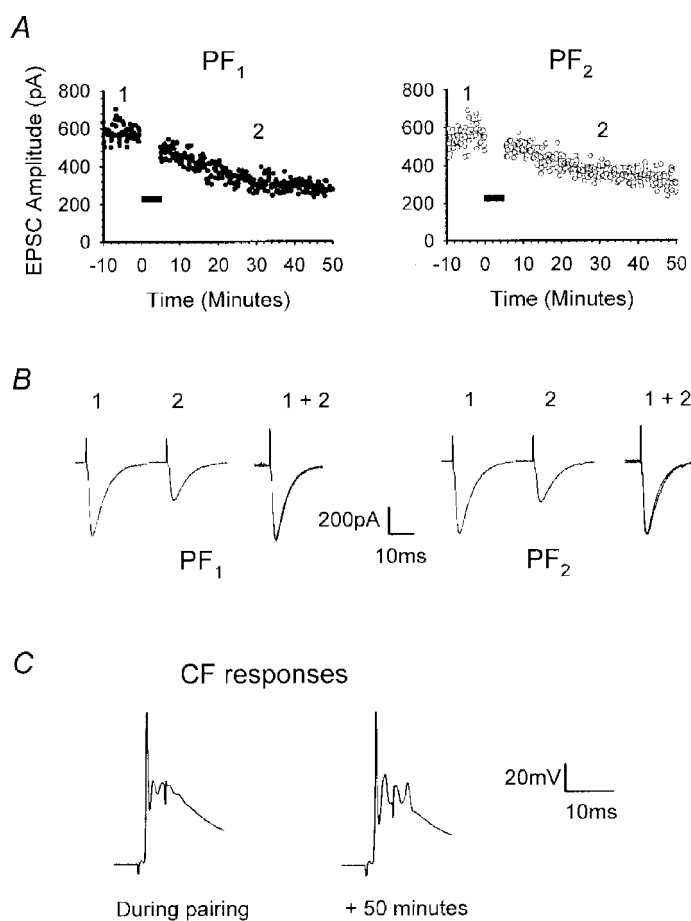 A
PF1 PF2
EPSC Amplitude (pA)
800 800
1 1
600 2 600 2
400 400
200 200
0 0
-10 0 10 20 30 40 50 -10 0 10 20 30 40 50
Time (Minutes) Time (Minutes)
B
1 2 1 + 2 1 2 1 + 2
200pA
10ms
PF1 PF2
C
CF responses
20mV
10ms
During pairing + 50 minutes